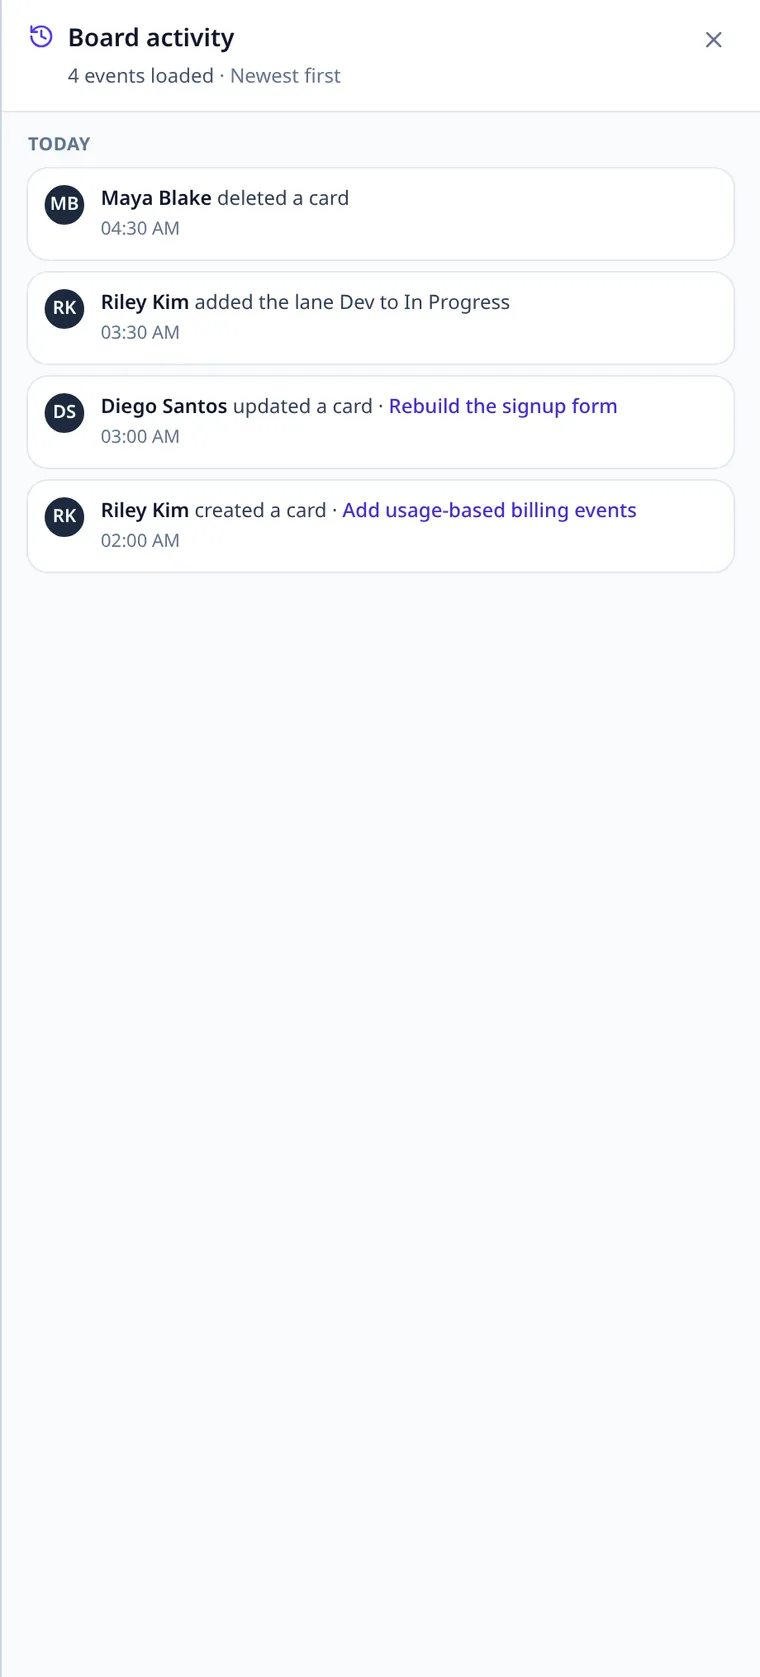 Board activity
4 events loaded · Newest first
TODAY
MB
Maya Blake deleted a card
04:30 AM
RK
Riley Kim added the lane Dev to In Progress
03:30 AM
DS
Diego Santos updated a card · Rebuild the signup form
03:00 AM
RK
Riley Kim created a card · Add usage-based billing events
02:00 AM